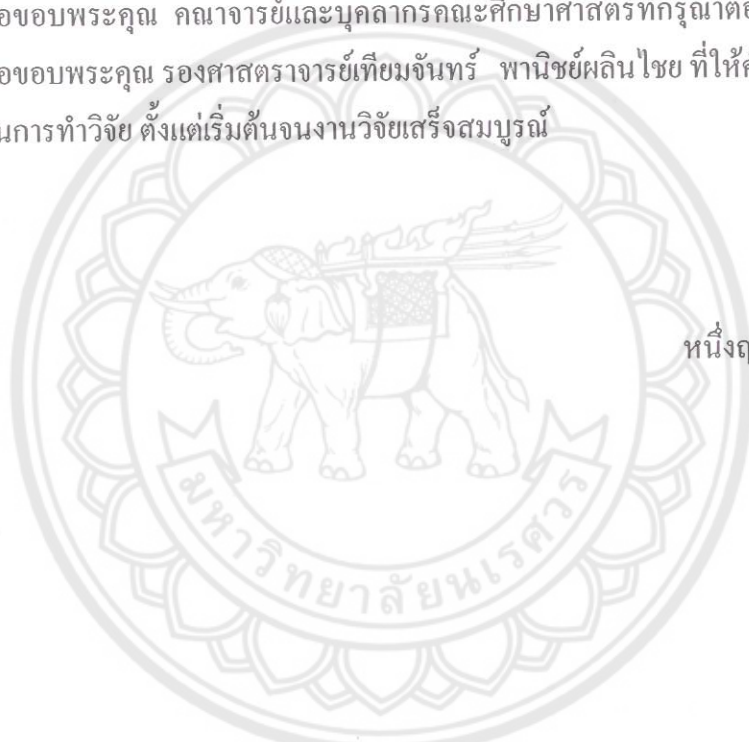 อขอบพระคุณ คณาจารย์และบุคลากรคณะศึกษาศาสตร์ที่กรุณาตอ
อขอบพระคุณ รองศาสตราจารย์เทียมจันทร์ พานิชย์ผลินไชย ที่ให้ค
นการทำวิจัย ตั้งแต่เริ่มต้นจนงานวิจัยเสร็จสมบูรณ์
หนึ่งฤ
มหาวิทยาลัยนเรศวร